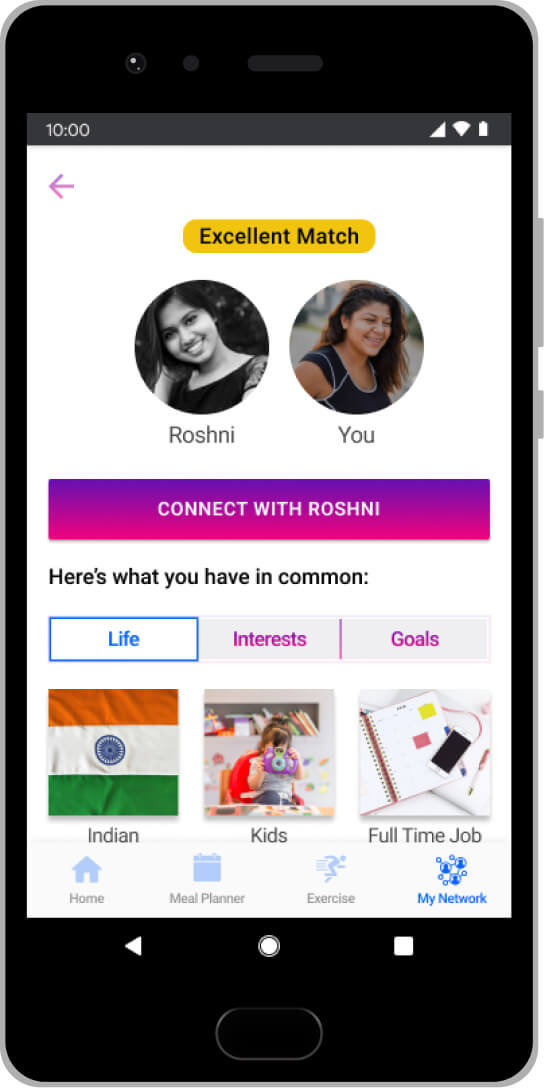 10:00
Excellent Match
Roshni
You
CONNECT WITH ROSHNI
Here's what you have in common:
Life
Interests
Goals
Indian
Kids
Full Time Job
Home
Meal Planner
Exercise
My Network